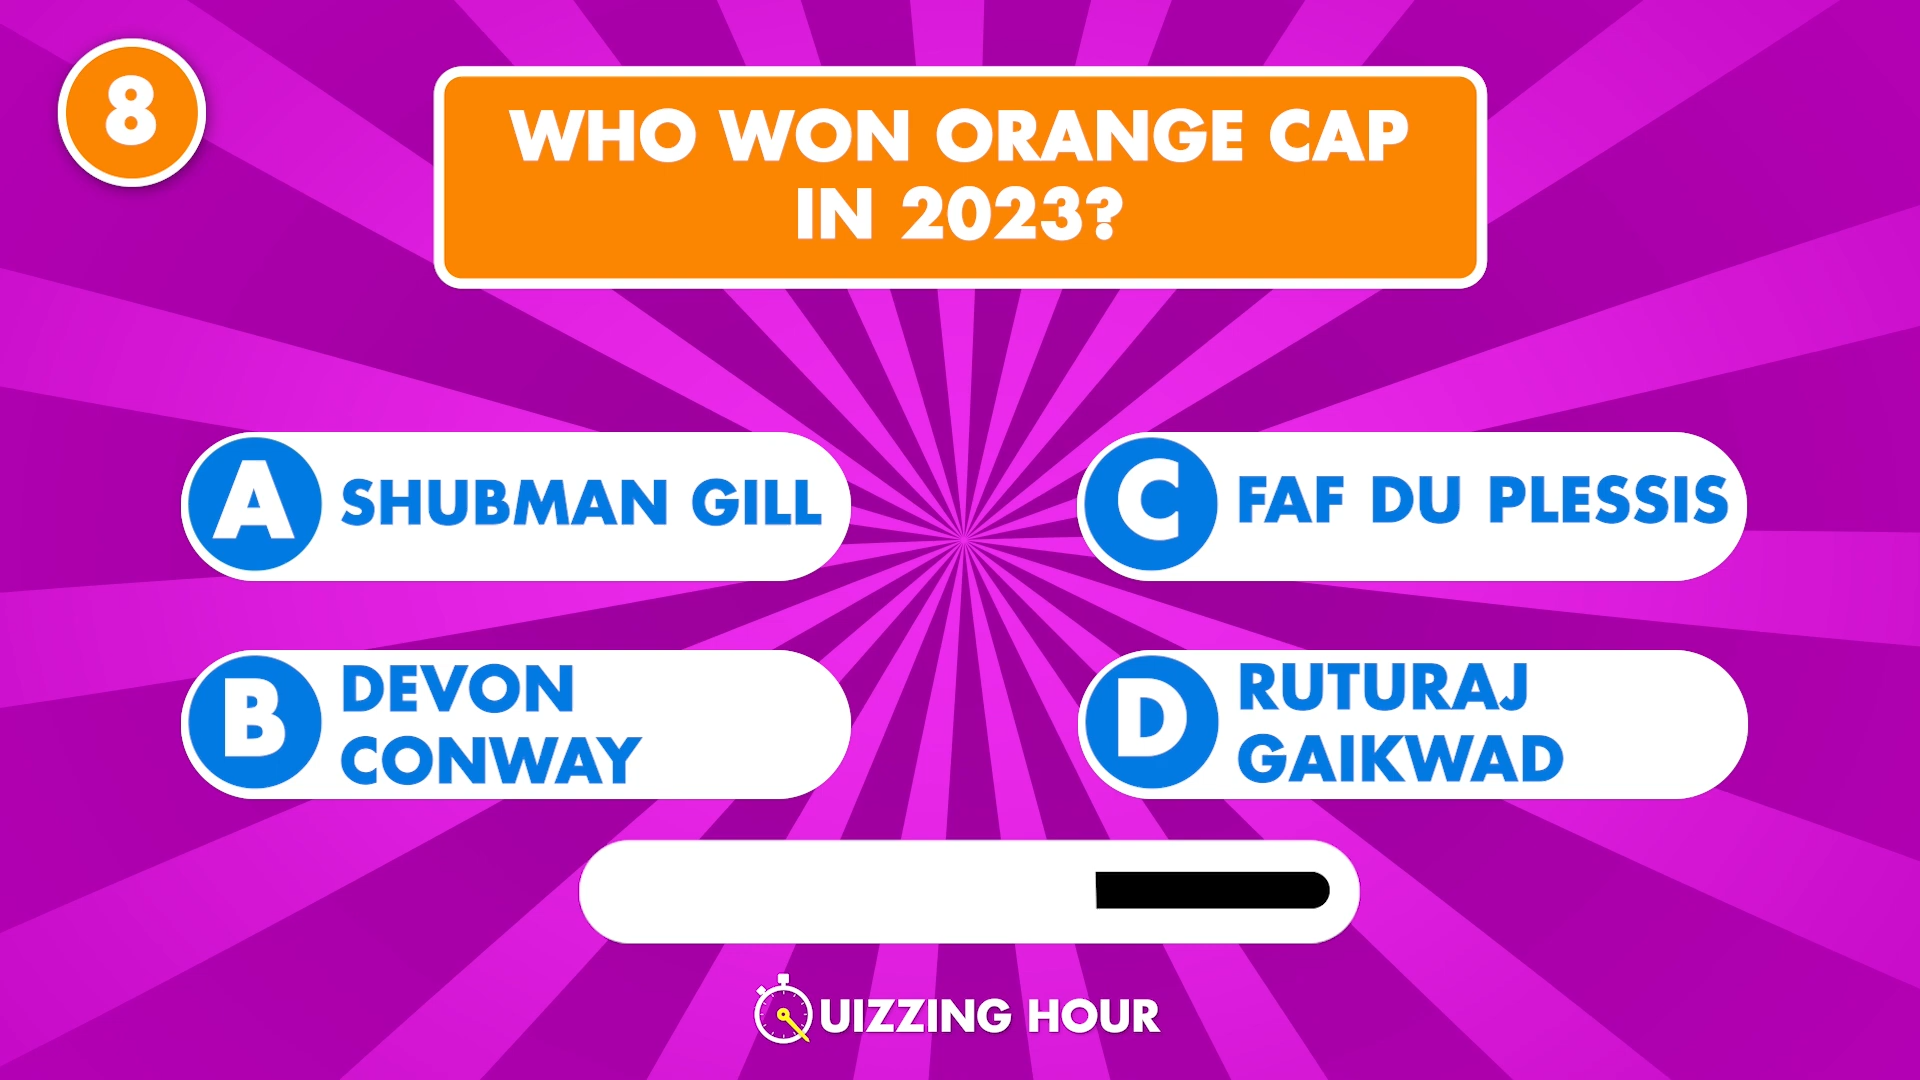 8
WHO WON ORANGE CAP
IN 2023?
A SHUBMAN GILL
C FAF DU PLESSIS
B DEVON
CONWAY
D RUTURAJ
GAIKWAD
QUIZZING HOUR